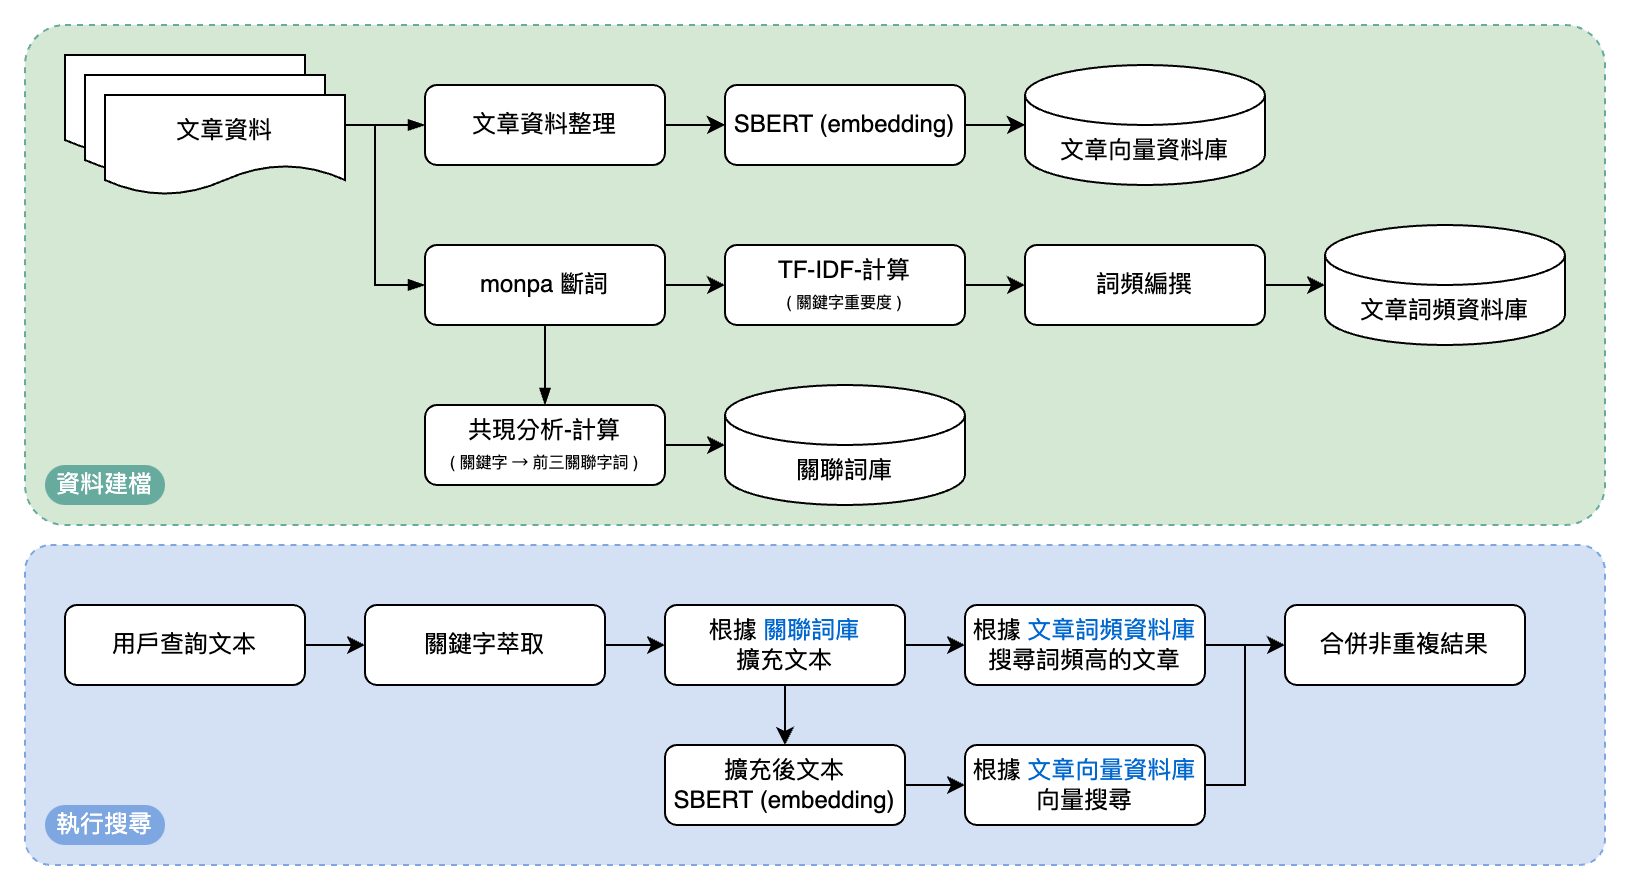 文章資料
文章資料整理
SBERT (embedding)
文章向量資料庫
monpa 斷詞
TF-IDF-計算
( 關鍵字重要度 )
詞頻編撰
文章詞頻資料庫
共現分析-計算
( 關鍵字 → 前三關聯字詞 )
關聯詞庫
資料建檔
用戶查詢文本
關鍵字萃取
根據 關聯詞庫
擴充文本
根據 文章詞頻資料庫
搜尋詞頻高的文章
合併非重複結果
擴充後文本
SBERT (embedding)
根據 文章向量資料庫
向量搜尋
執行搜尋